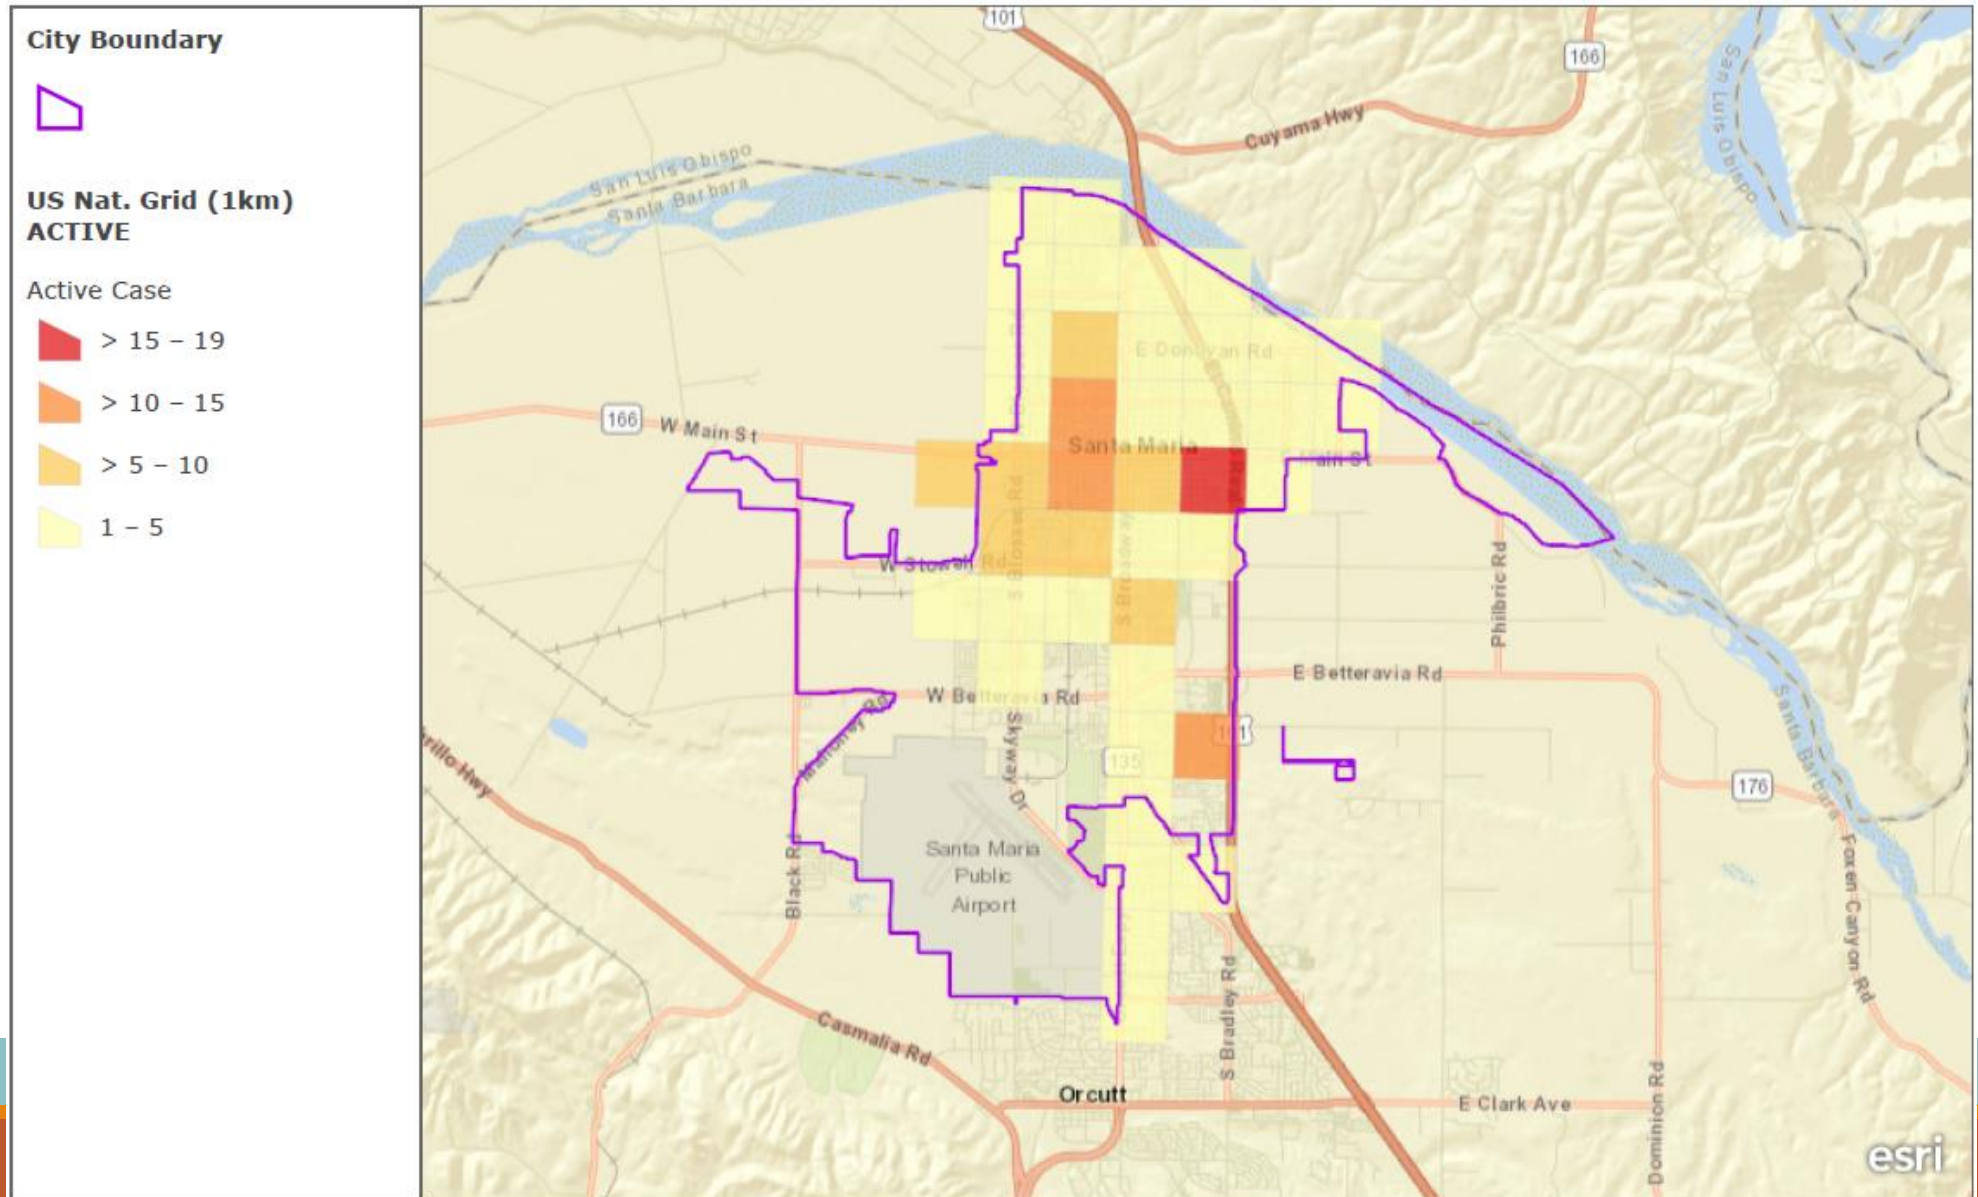 City Boundary
US Nat. Grid (1km)
ACTIVE
Active Case
> 15 – 19
> 10 – 15
> 5 – 10
1 – 5
101
166
Cuyama Hwy
San Luis Obispo
San Luis Obispo
Santa Barbara
E Donovan Rd
166
W Main St
Santa Maria
E Main St
S Blosser Rd
S Broadway
W Stowell Rd
Philbric Rd
E Betteravia Rd
W Betteravia Rd
Mahoney Rd
Skyway Dr
101
135
176
Santa Barbara
Black Rd
Santa Maria
Public
Airport
Foxen Canyon Rd
S Bradley Rd
Casmalia Rd
Orcutt
E Clark Ave
Dominion Rd
esri